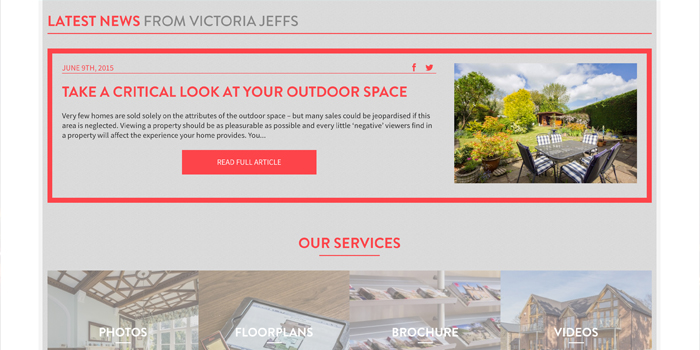 LATEST NEWS FROM VICTORIA JEFFS
JUNE 9TH, 2015
TAKE A CRITICAL LOOK AT YOUR OUTDOOR SPACE
Very few homes are sold solely on the attributes of the outdoor space – but many sales could be jeopardised if this
area is neglected. Viewing a property should be as pleasurable as possible and every little 'negative' viewers find in
a property will affect the experience your home provides. You...
READ FULL ARTICLE
OUR SERVICES
PHOTOS
FLOORPLANS
BROCHURE
VIDEOS